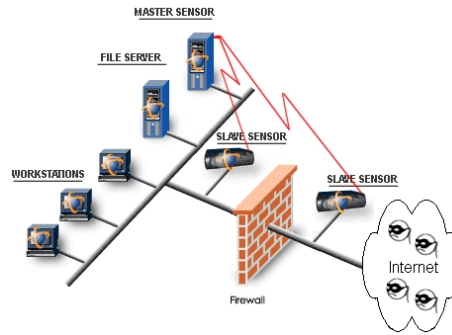 MASTER SENSOR
FILE SERVER
SLAVE SENSOR
WORKSTATIONS
SLAVE SENSOR
Internet
Firewall